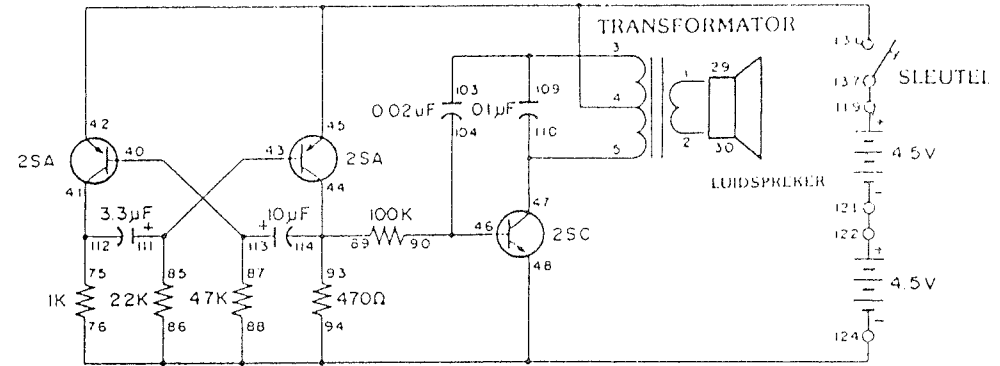 TRANSFORMATOR
3
1
29
136
137
SLEUTEL
103
109
119
0.02uF
0.1µF
4
104
110
2
30
5
+
4.5V
-
LUIDSPREKER
42
40
2SA
41
43
45
2SA
44
47
46
2SC
48
121
122
3.3µF
+
112
111
10µF
+
113
114
100K
89
90
+
4.5V
-
75
1K
76
85
22K
86
87
47K
88
93
470Ω
94
124